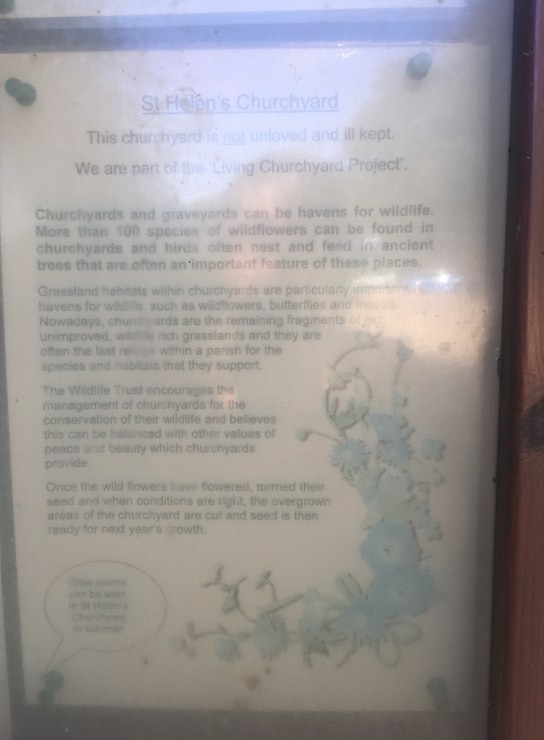 St Helen's Churchyard
This churchyard is not unloved and ill kept.
We are part of the 'Living Churchyard Project'.
Churchyards and graveyards can be havens for wildlife.
More than 100 species of wildflowers can be found in
churchyards and birds often nest and feed in ancient
trees that are often an important feature of these places.
Grassland habitats within churchyards are particularly important
havens for wildlife, such as wildflowers, butterflies and insects.
Nowadays, churchyards are the remaining fragments of
unimproved, wildlife rich grasslands and they are
often the last refuge within a parish for the
species and habitats that they support.
The Wildlife Trust encourages the
management of churchyards for the
conservation of their wildlife and believes
this can be balanced with other values of
peace and beauty which churchyards
provide.
Once the wild flowers have flowered, formed their
seed and when conditions are right, the overgrown
areas of the churchyard are cut and seed is then
ready for next year's growth.
Glow-worms
can be seen
in St Helen's
Churchyard
in summer!